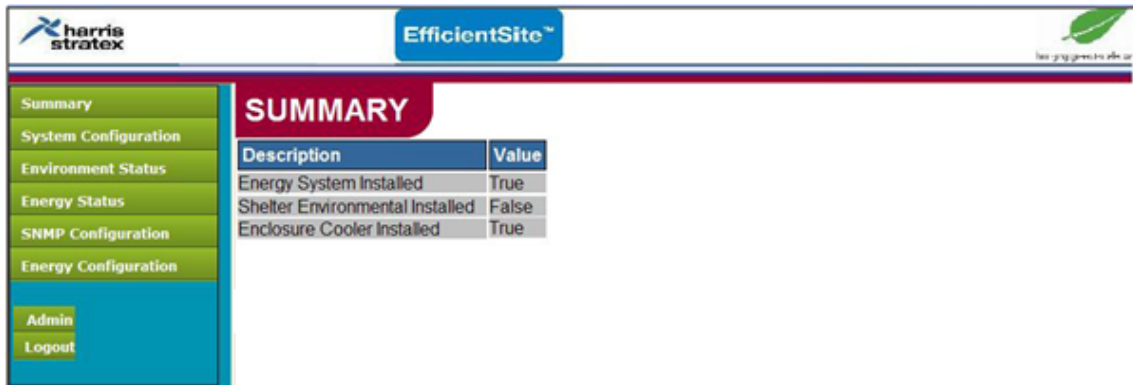 harris
stratex
EfficientSite™
Summary
System Configuration
Environment Status
Energy Status
SNMP Configuration
Energy Configuration
Admin
Logout
SUMMARY
Description Value
Energy System Installed True
Shelter Environmental Installed False
Enclosure Cooler Installed True